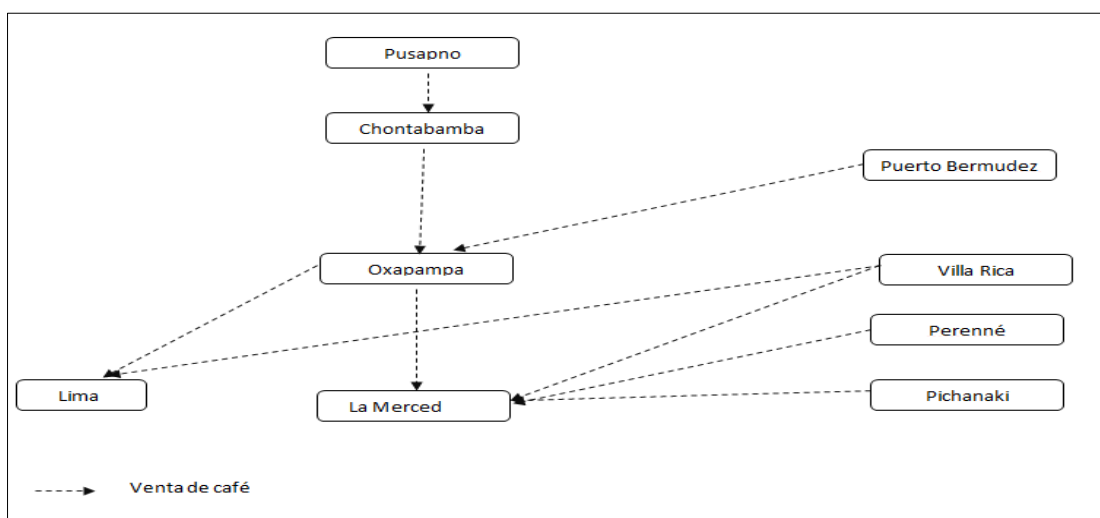 Pusapno
Chontabamba
Puerto Bermudez
Oxapampa
Villa Rica
Perenné
Lima
La Merced
Pichanaki
Venta de café